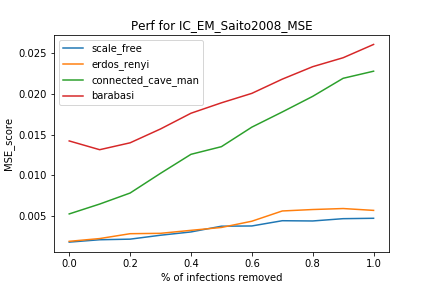 Perf for IC_EM_Saito2008_MSE
scale_free
erdos_renyi
connected_cave_man
barabasi
MSE_score
0.025
0.020
0.015
0.010
0.005
0.0 0.2 0.4 0.6 0.8 1.0
% of infections removed